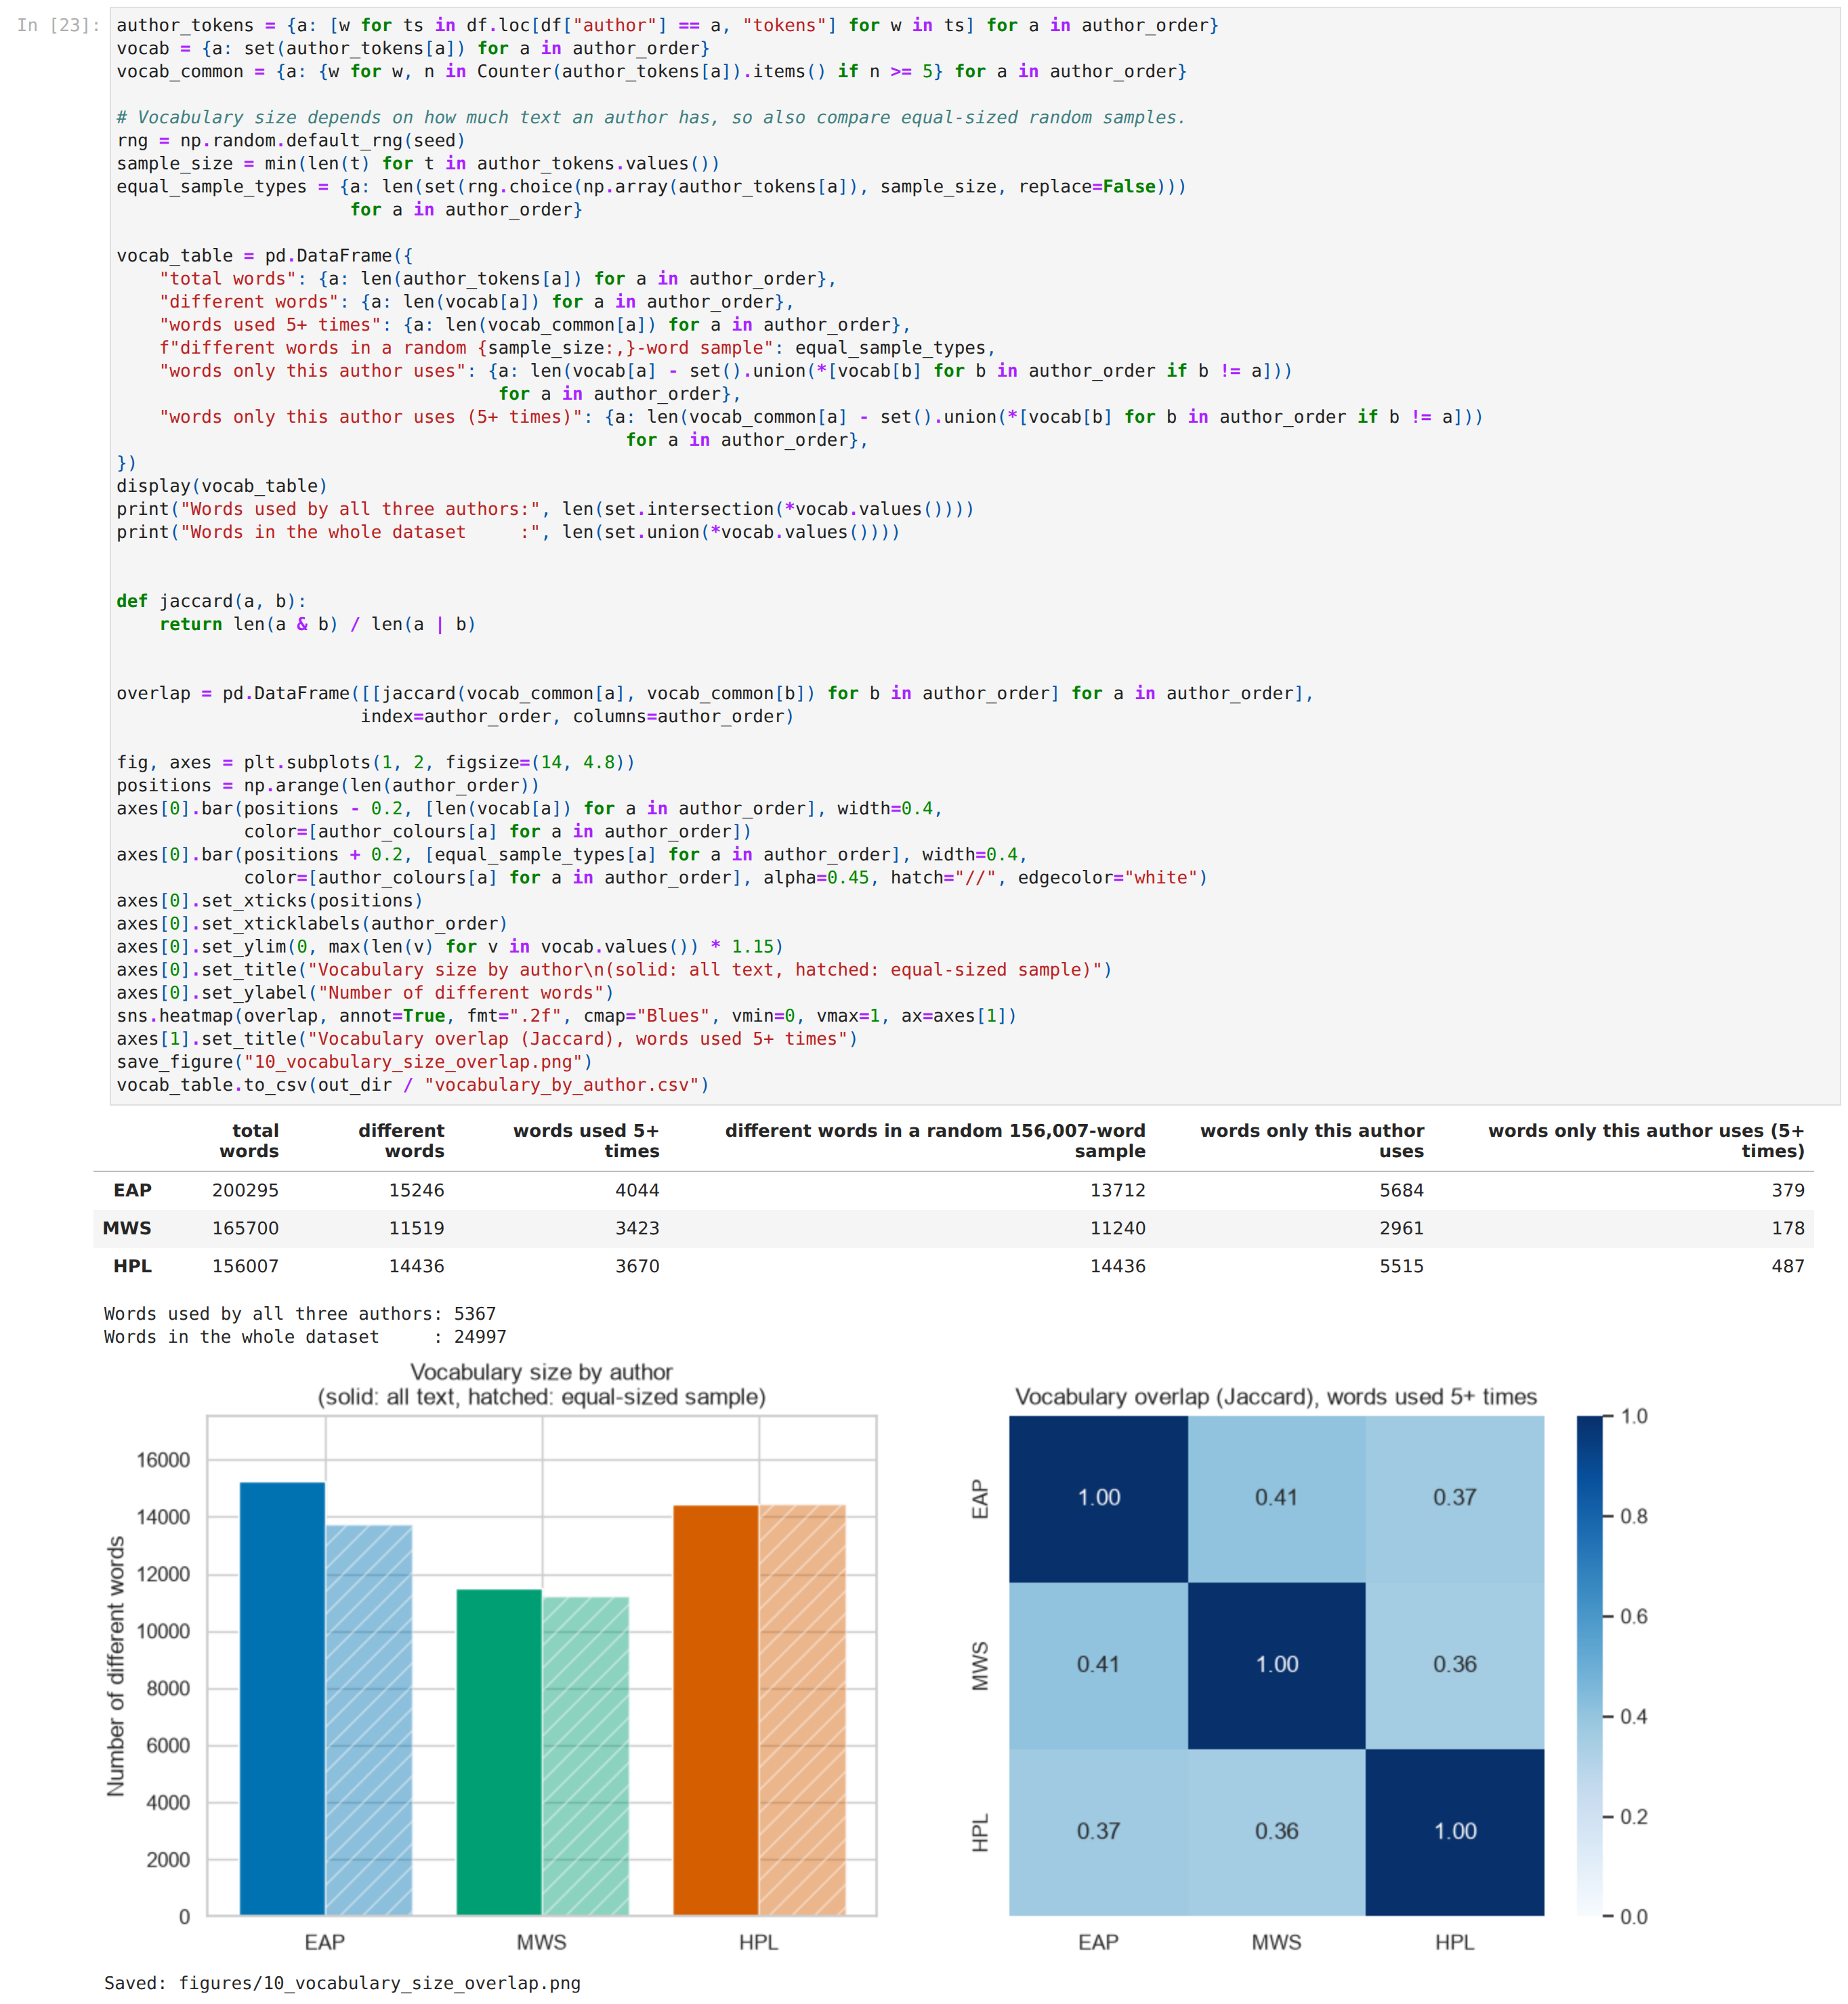 In [23]:
author_tokens = {a: [w for ts in df.loc[df["author"] == a, "tokens"] for w in ts] for a in author_order}
vocab = {a: set(author_tokens[a]) for a in author_order}
vocab_common = {a: {w for w, n in Counter(author_tokens[a]).items() if n >= 5} for a in author_order}

# Vocabulary size depends on how much text an author has, so also compare equal-sized random samples.
rng = np.random.default_rng(seed)
sample_size = min(len(t) for t in author_tokens.values())
equal_sample_types = {a: len(set(rng.choice(np.array(author_tokens[a]), sample_size, replace=False)))
                      for a in author_order}

vocab_table = pd.DataFrame({
    "total words": {a: len(author_tokens[a]) for a in author_order},
    "different words": {a: len(vocab[a]) for a in author_order},
    "words used 5+ times": {a: len(vocab_common[a]) for a in author_order},
    f"different words in a random {sample_size:,}-word sample": equal_sample_types,
    "words only this author uses": {a: len(vocab[a] - set().union(*[vocab[b] for b in author_order if b != a]))
                                    for a in author_order},
    "words only this author uses (5+ times)": {a: len(vocab_common[a] - set().union(*[vocab[b] for b in author_order if b != a]))
                                                for a in author_order},
})
display(vocab_table)
print("Words used by all three authors:", len(set.intersection(*vocab.values())))
print("Words in the whole dataset     :", len(set.union(*vocab.values())))

def jaccard(a, b):
    return len(a & b) / len(a | b)

overlap = pd.DataFrame([[jaccard(vocab_common[a], vocab_common[b]) for b in author_order] for a in author_order],
                       index=author_order, columns=author_order)

fig, axes = plt.subplots(1, 2, figsize=(14, 4.8))
positions = np.arange(len(author_order))
axes[0].bar(positions - 0.2, [len(vocab[a]) for a in author_order], width=0.4,
            color=[author_colours[a] for a in author_order])
axes[0].bar(positions + 0.2, [equal_sample_types[a] for a in author_order], width=0.4,
            color=[author_colours[a] for a in author_order], alpha=0.45, hatch="//", edgecolor="white")
axes[0].set_xticks(positions)
axes[0].set_xticklabels(author_order)
axes[0].set_ylim(0, max(len(v) for v in vocab.values()) * 1.15)
axes[0].set_title("Vocabulary size by author\n(solid: all text, hatched: equal-sized sample)")
axes[0].set_ylabel("Number of different words")
sns.heatmap(overlap, annot=True, fmt=".2f", cmap="Blues", vmin=0, vmax=1, ax=axes[1])
axes[1].set_title("Vocabulary overlap (Jaccard), words used 5+ times")
save_figure("10_vocabulary_size_overlap.png")
vocab_table.to_csv(out_dir / "vocabulary_by_author.csv")
total words different words words used 5+ times different words in a random 156,007-word sample words only this author uses words only this author uses (5+ times)
EAP 200295 15246 4044 13712 5684 379
MWS 165700 11519 3423 11240 2961 178
HPL 156007 14436 3670 14436 5515 487
Words used by all three authors: 5367
Words in the whole dataset     : 24997
Vocabulary size by author
(solid: all text, hatched: equal-sized sample)
Number of different words
16000
14000
12000
10000
8000
6000
4000
2000
0
EAP MWS HPL
Vocabulary overlap (Jaccard), words used 5+ times
EAP 1.00 0.41 0.37
MWS 0.41 1.00 0.36
HPL 0.37 0.36 1.00
EAP MWS HPL
1.0
0.8
0.6
0.4
0.2
0.0
Saved: figures/10_vocabulary_size_overlap.png